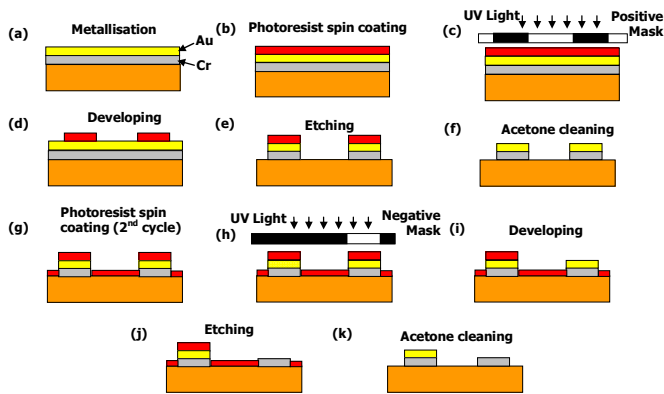 (a)
Metallisation
Au
Cr
(b)
Photoresist spin coating
(c)
UV Light
Positive
Mask
(d)
Developing
(e)
Etching
(f)
Acetone cleaning
(g)
Photoresist spin
coating (2nd cycle)
(h)
UV Light
Negative
Mask
(i)
Developing
(j)
Etching
(k)
Acetone cleaning